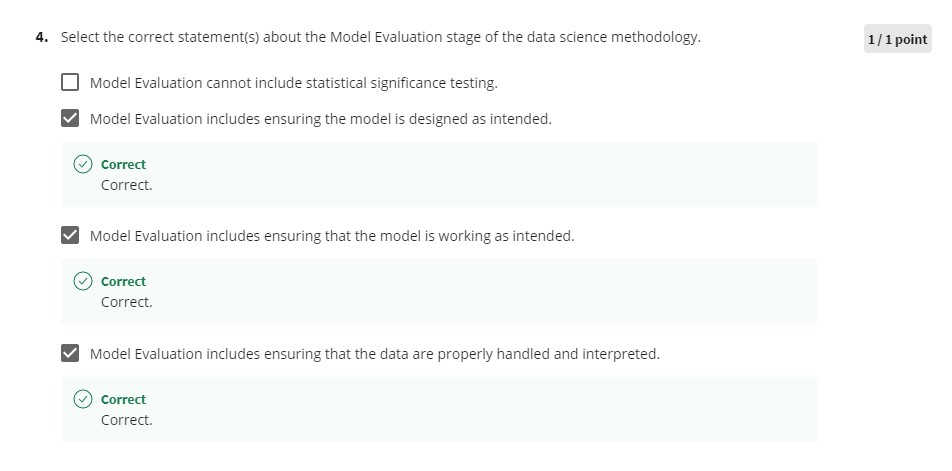 4. Select the correct statement(s) about the Model Evaluation stage of the data science methodology.
1 / 1 point
Model Evaluation cannot include statistical significance testing.
Model Evaluation includes ensuring the model is designed as intended.
Correct
Correct.
Model Evaluation includes ensuring that the model is working as intended.
Correct
Correct.
Model Evaluation includes ensuring that the data are properly handled and interpreted.
Correct
Correct.